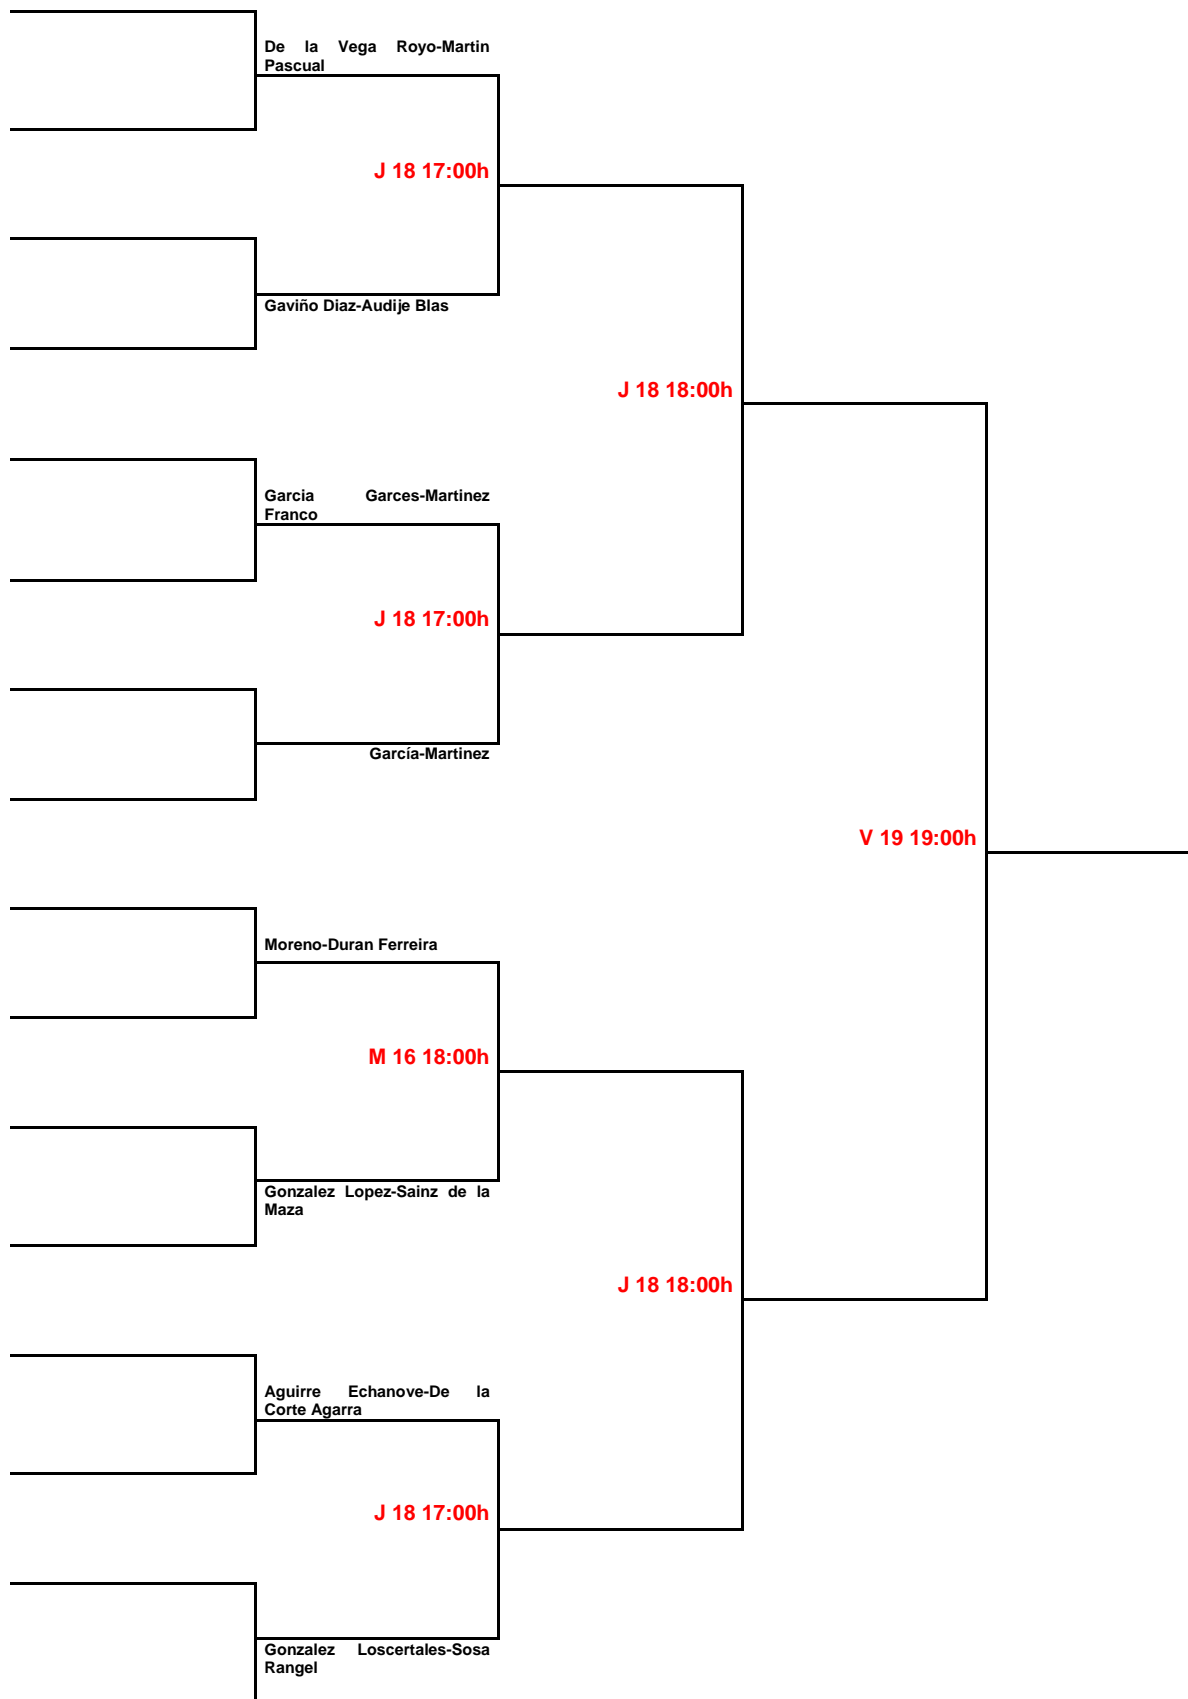 De la Vega Royo-Martin
Pascual
J 18 17:00h
Gaviño Diaz-Audije Blas
J 18 18:00h
Garcia Garces-Martinez
Franco
J 18 17:00h
García-Martinez
V 19 19:00h
Moreno-Duran Ferreira
M 16 18:00h
Gonzalez Lopez-Sainz de la
Maza
J 18 18:00h
Aguirre Echanove-De la
Corte Agarra
J 18 17:00h
Gonzalez Loscertales-Sosa
Rangel